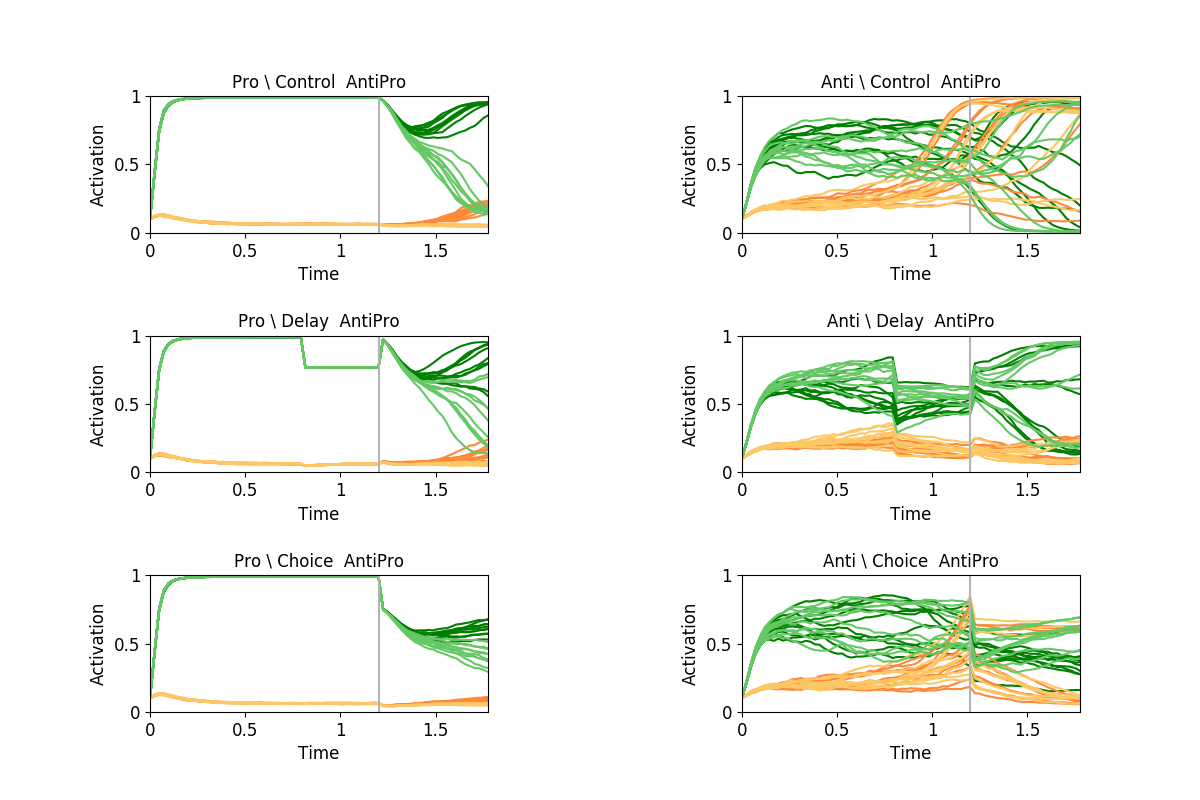 Pro \ Control  AntiPro
1
0.5
0
Activation
0 0.5 1 1.5
Time
Anti \ Control  AntiPro
1
0.5
0
Activation
0 0.5 1 1.5
Time
Pro \ Delay  AntiPro
1
0.5
0
Activation
0 0.5 1 1.5
Time
Anti \ Delay  AntiPro
1
0.5
0
Activation
0 0.5 1 1.5
Time
Pro \ Choice  AntiPro
1
0.5
0
Activation
0 0.5 1 1.5
Time
Anti \ Choice  AntiPro
1
0.5
0
Activation
0 0.5 1 1.5
Time